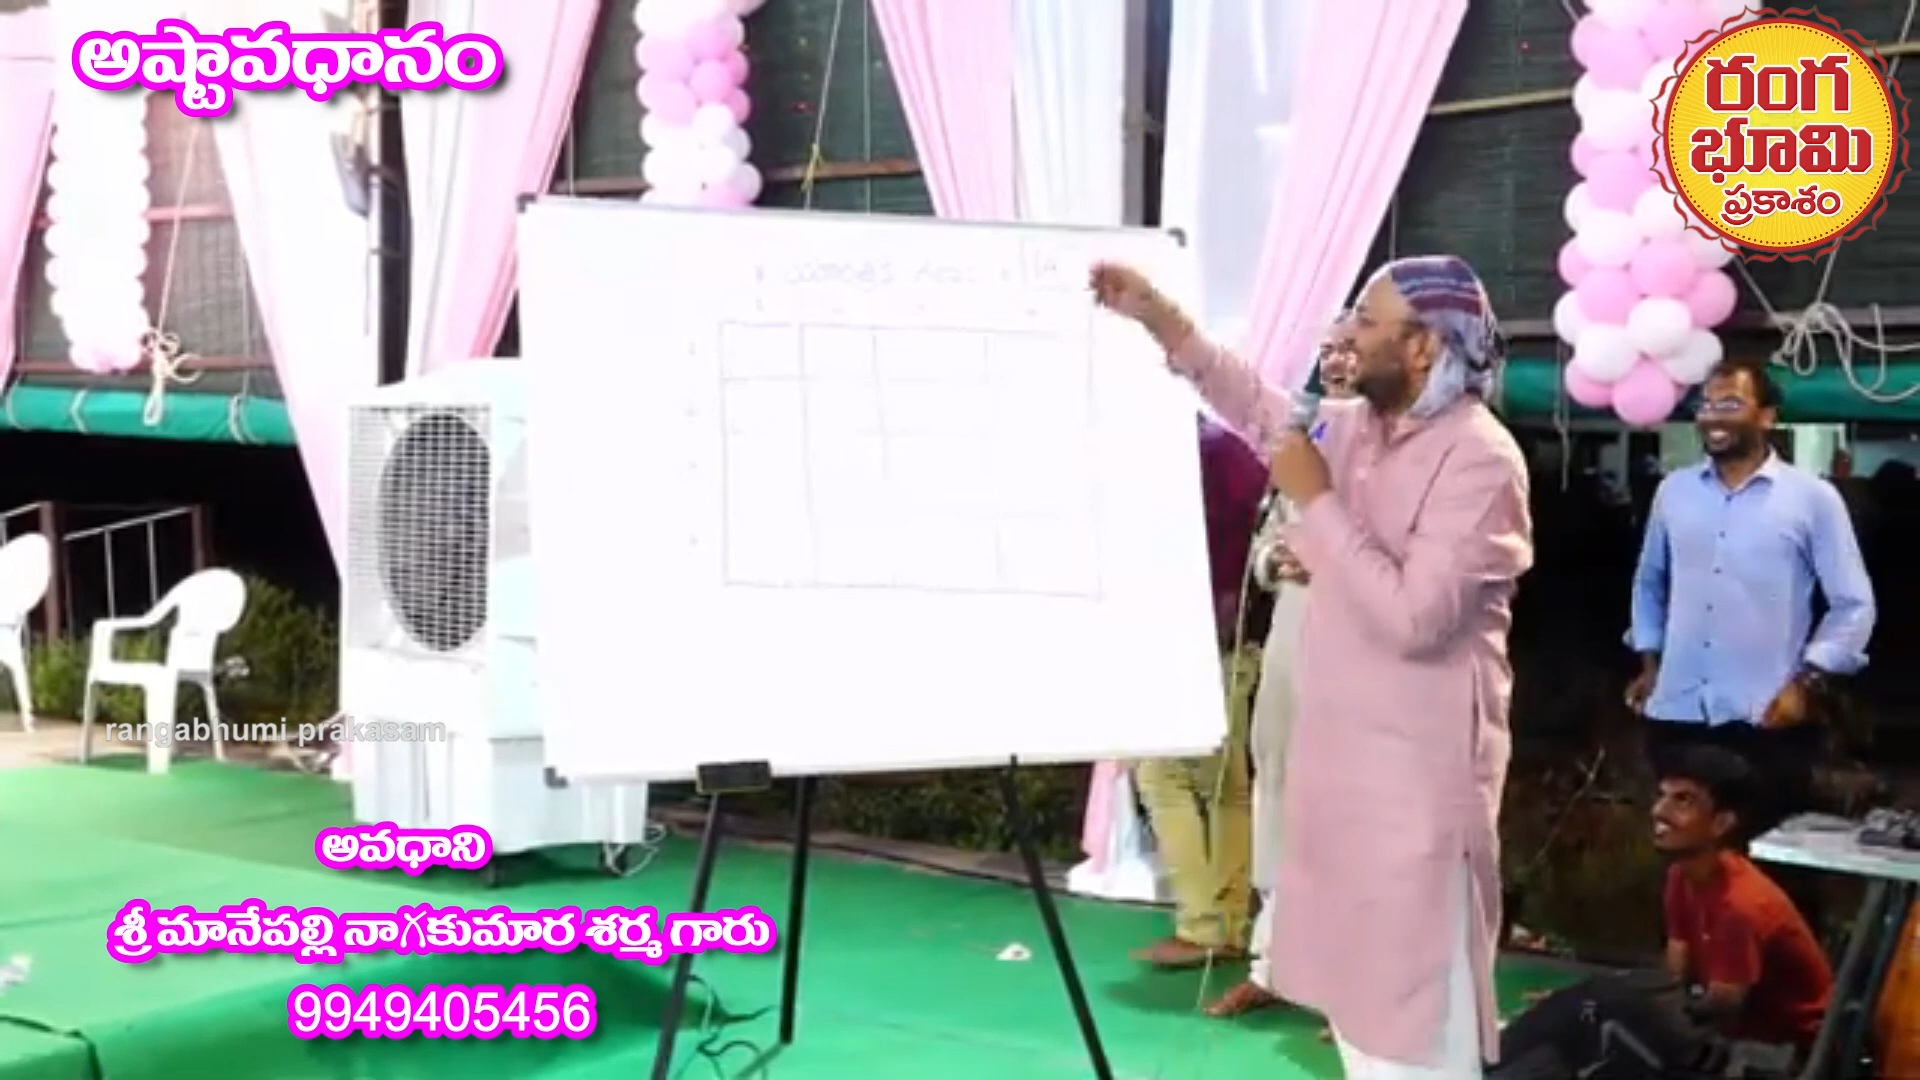 అష్టావధానం
రంగ
భూమి
ప్రకాశం
rangabhumi prakasam
అవధాని
శ్రీ మానేపల్లి నాగకుమార శర్మ గారు
9949405456